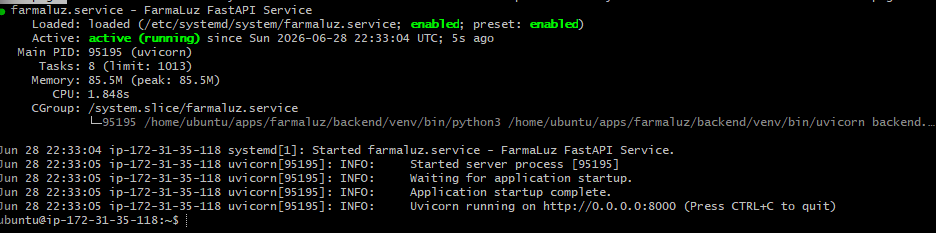 ● farmaluz.service - FarmaLuz FastAPI Service
Loaded: loaded (/etc/systemd/system/farmaluz.service; enabled; preset: enabled)
Active: active (running) since Sun 2026-06-28 22:33:04 UTC; 5s ago
Main PID: 95195 (uvicorn)
Tasks: 8 (limit: 1013)
Memory: 85.5M (peak: 85.5M)
CPU: 1.848s
CGroup: /system.slice/farmaluz.service
└─95195 /home/ubuntu/apps/farmaluz/backend/venv/bin/python3 /home/ubuntu/apps/farmaluz/backend/venv/bin/uvicorn backend.…
Jun 28 22:33:04 ip-172-31-35-118 systemd[1]: Started farmaluz.service - FarmaLuz FastAPI Service.
Jun 28 22:33:05 ip-172-31-35-118 uvicorn[95195]: INFO:     Started server process [95195]
Jun 28 22:33:05 ip-172-31-35-118 uvicorn[95195]: INFO:     Waiting for application startup.
Jun 28 22:33:05 ip-172-31-35-118 uvicorn[95195]: INFO:     Application startup complete.
Jun 28 22:33:05 ip-172-31-35-118 uvicorn[95195]: INFO:     Uvicorn running on http://0.0.0.0:8000 (Press CTRL+C to quit)
ubuntu@ip-172-31-35-118:~$